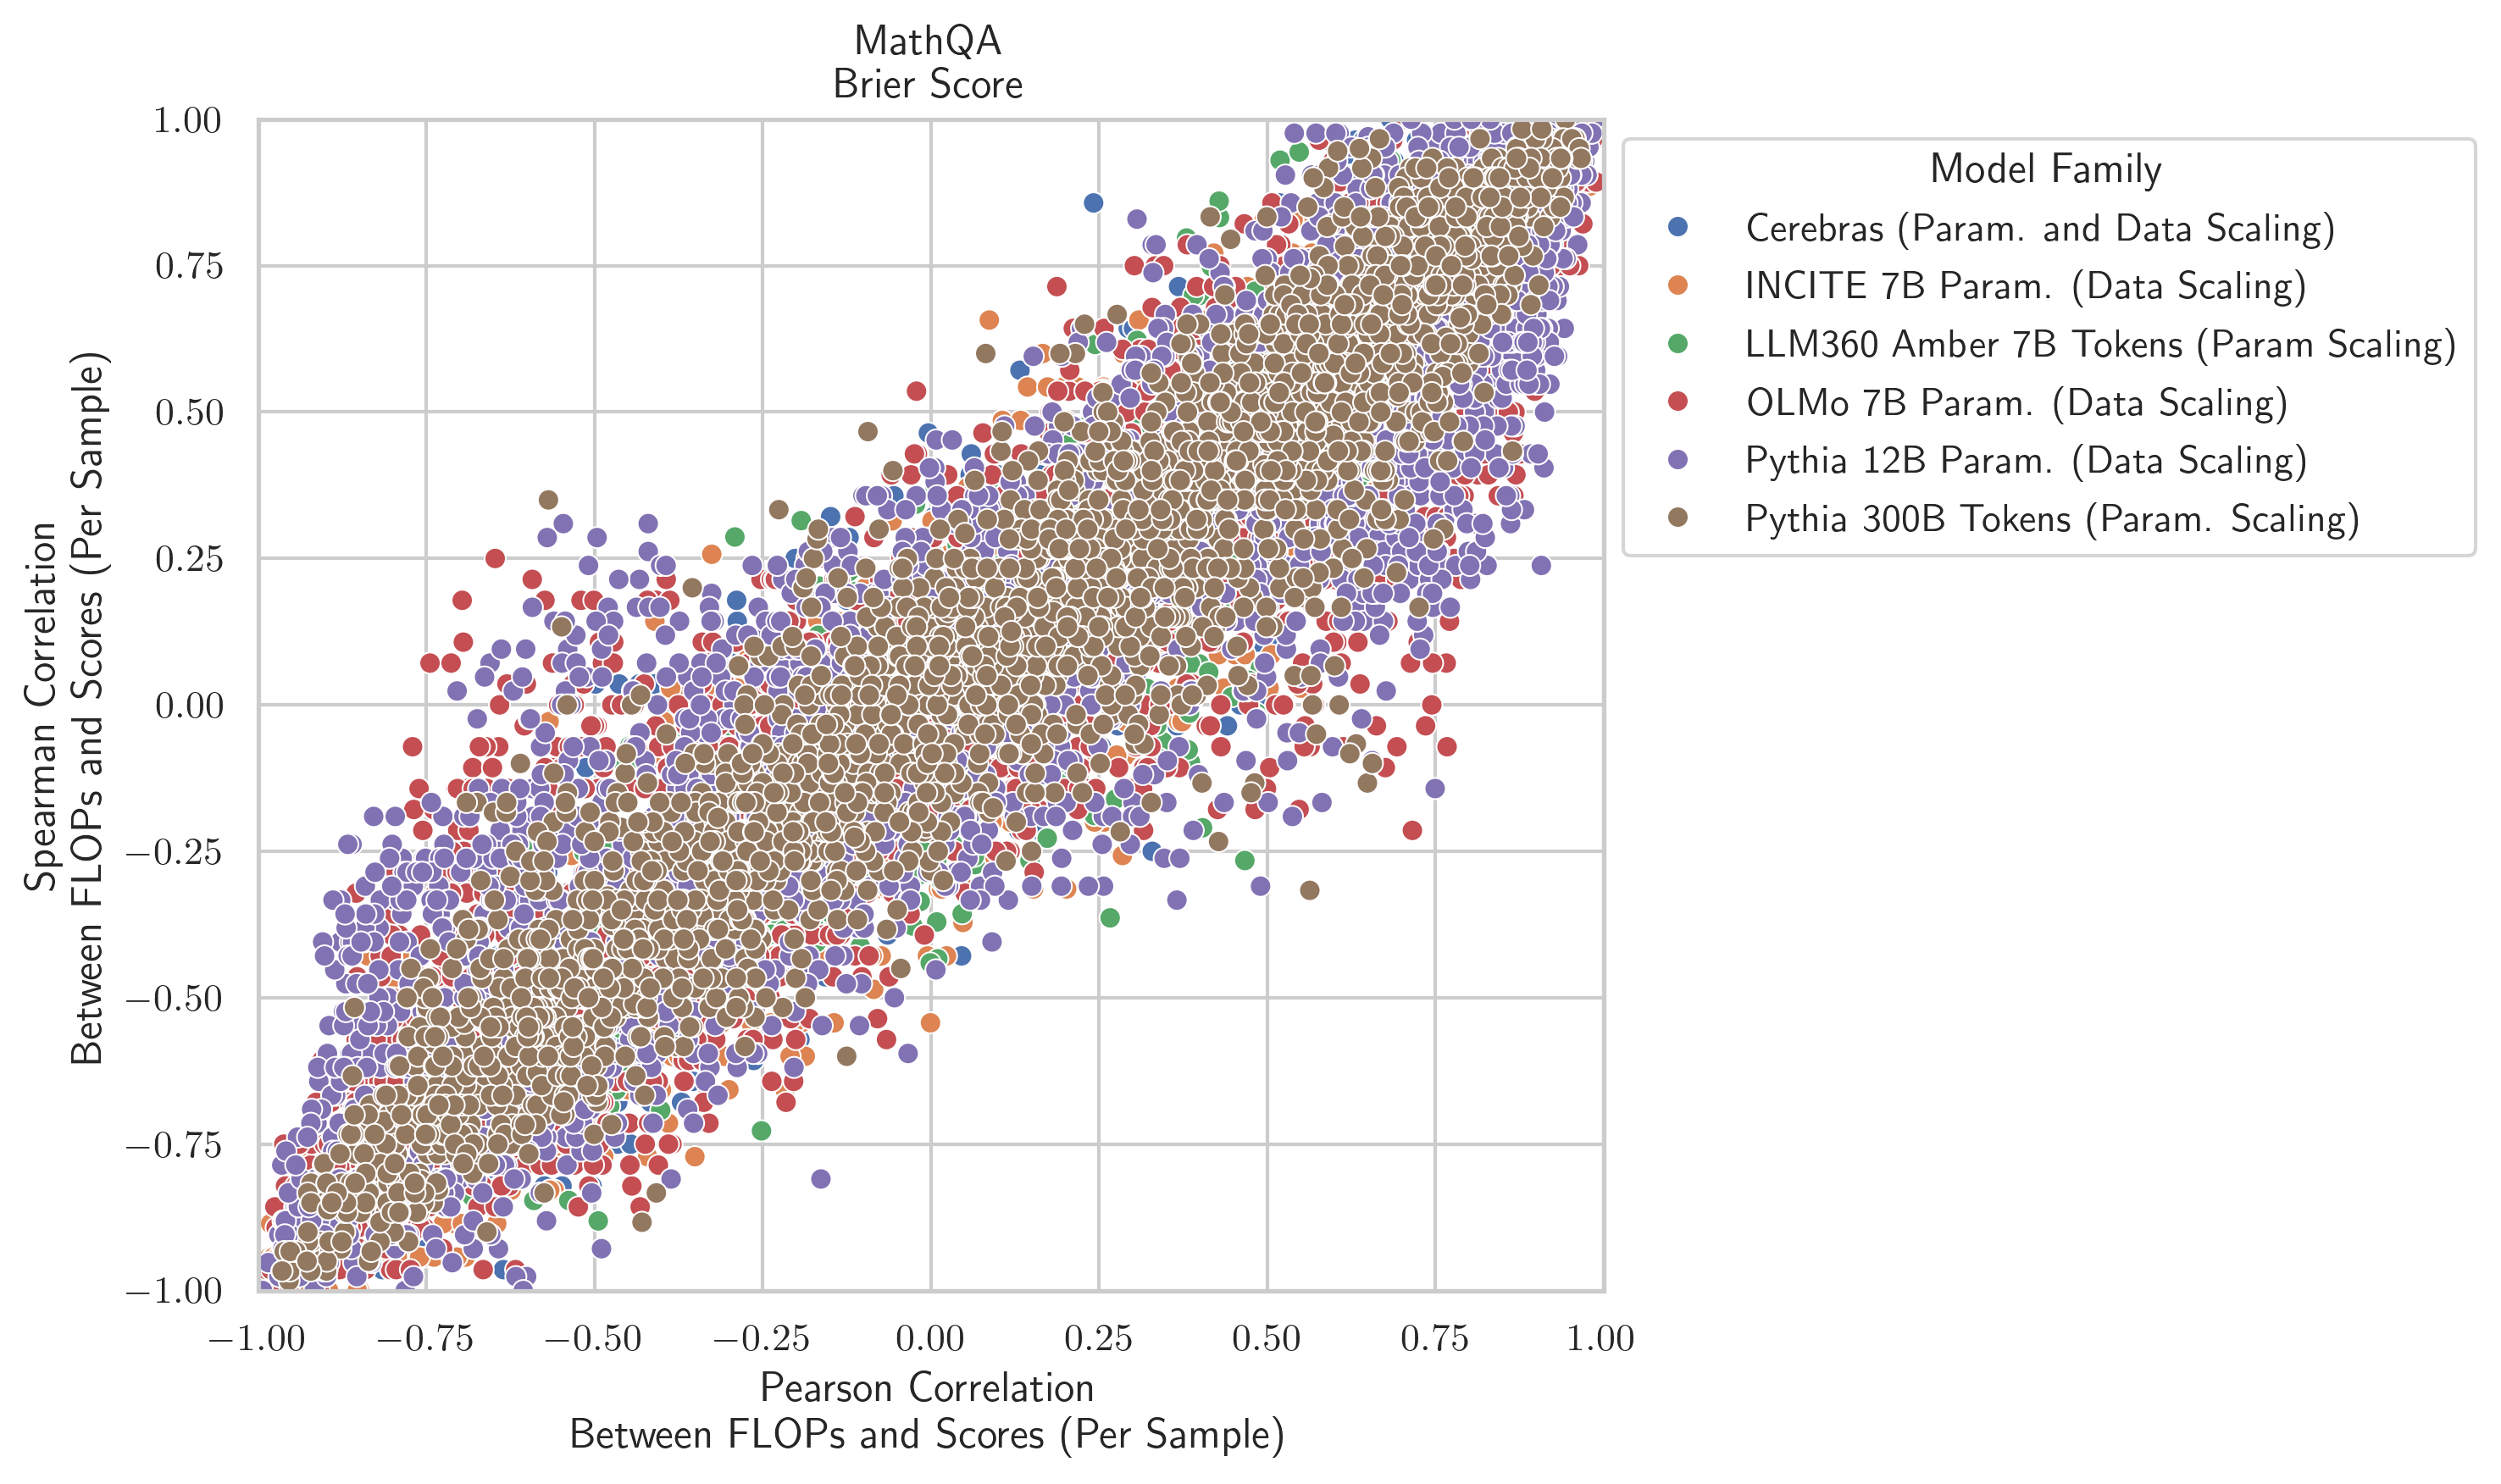 MathQA
Brier Score
Spearman Correlation
Between FLOPs and Scores (Per Sample)
1.00
0.75
0.50
0.25
0.00
−0.25
−0.50
−0.75
−1.00
−1.00 −0.75 −0.50 −0.25 0.00 0.25 0.50 0.75 1.00
Pearson Correlation
Between FLOPs and Scores (Per Sample)
Model Family
Cerebras (Param. and Data Scaling)
INCITE 7B Param. (Data Scaling)
LLM360 Amber 7B Tokens (Param Scaling)
OLMo 7B Param. (Data Scaling)
Pythia 12B Param. (Data Scaling)
Pythia 300B Tokens (Param. Scaling)